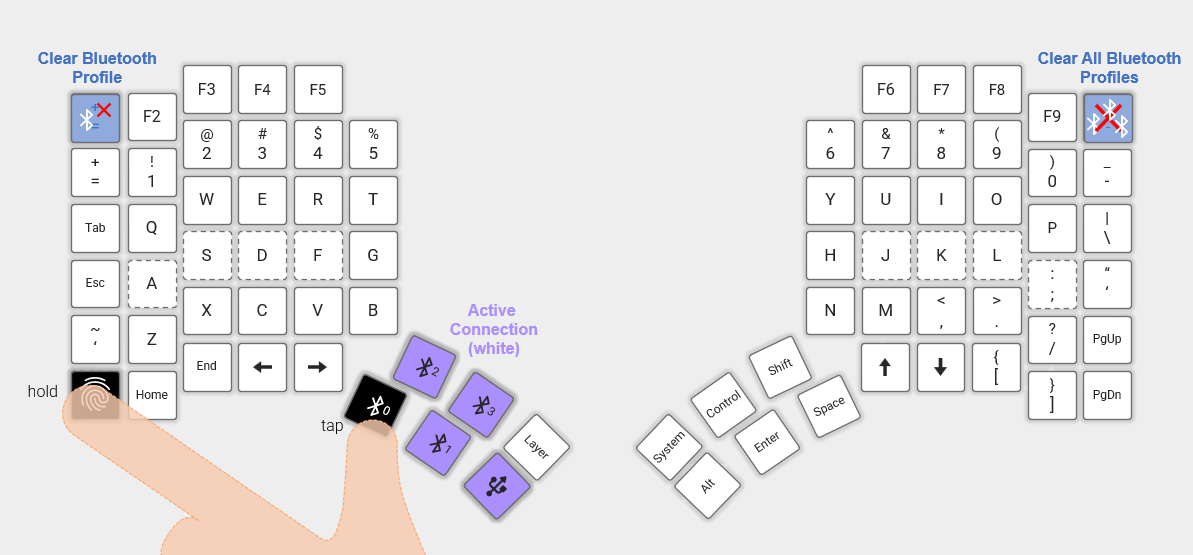 Clear Bluetooth
Profile
Clear All Bluetooth
Profiles
+
=
F2
F3
F4
F5
F6
F7
F8
F9
+
=
!
1
@
2
#
3
$
4
%
5
^
6
&
7
*
8
(
9
)
0
_
-
Tab
Q
W
E
R
T
Y
U
I
O
P
|
\
Esc
A
S
D
F
G
H
J
K
L
:
;
“
‘
~
‘
Z
X
C
V
B
N
M
<
,
>
.
?
/
PgUp
hold
Home
End
←
→
↑
↓
{
[
}
]
PgDn
Active
Connection
(white)
tap
0
2
1
3
Layer
Shift
Control
Space
System
Enter
Alt